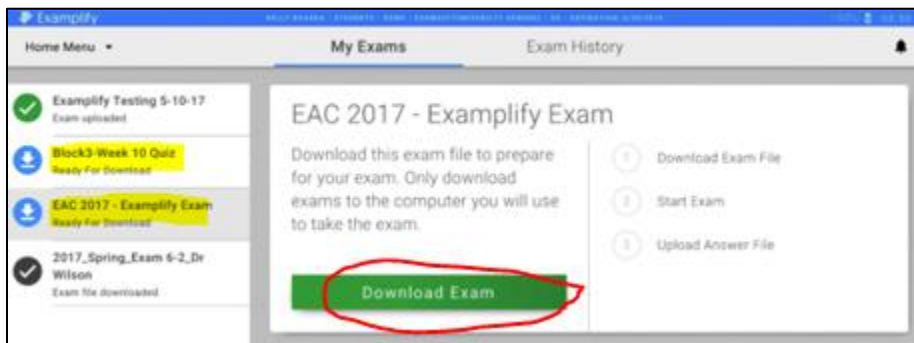 Examplify
Home Menu
My Exams
Exam History
Examplify Testing 5-10-17
Exam uploaded
Block3-Week 10 Quiz
Ready For Download
EAC 2017 - Examplify Exam
Ready For Download
2017_Spring_Exam 6-2_Dr
Wilson
Exam file downloaded
EAC 2017 - Examplify Exam
Download this exam file to prepare
for your exam. Only download
exams to the computer you will use
to take the exam.
Download Exam
1 Download Exam File
2 Start Exam
3 Upload Answer File